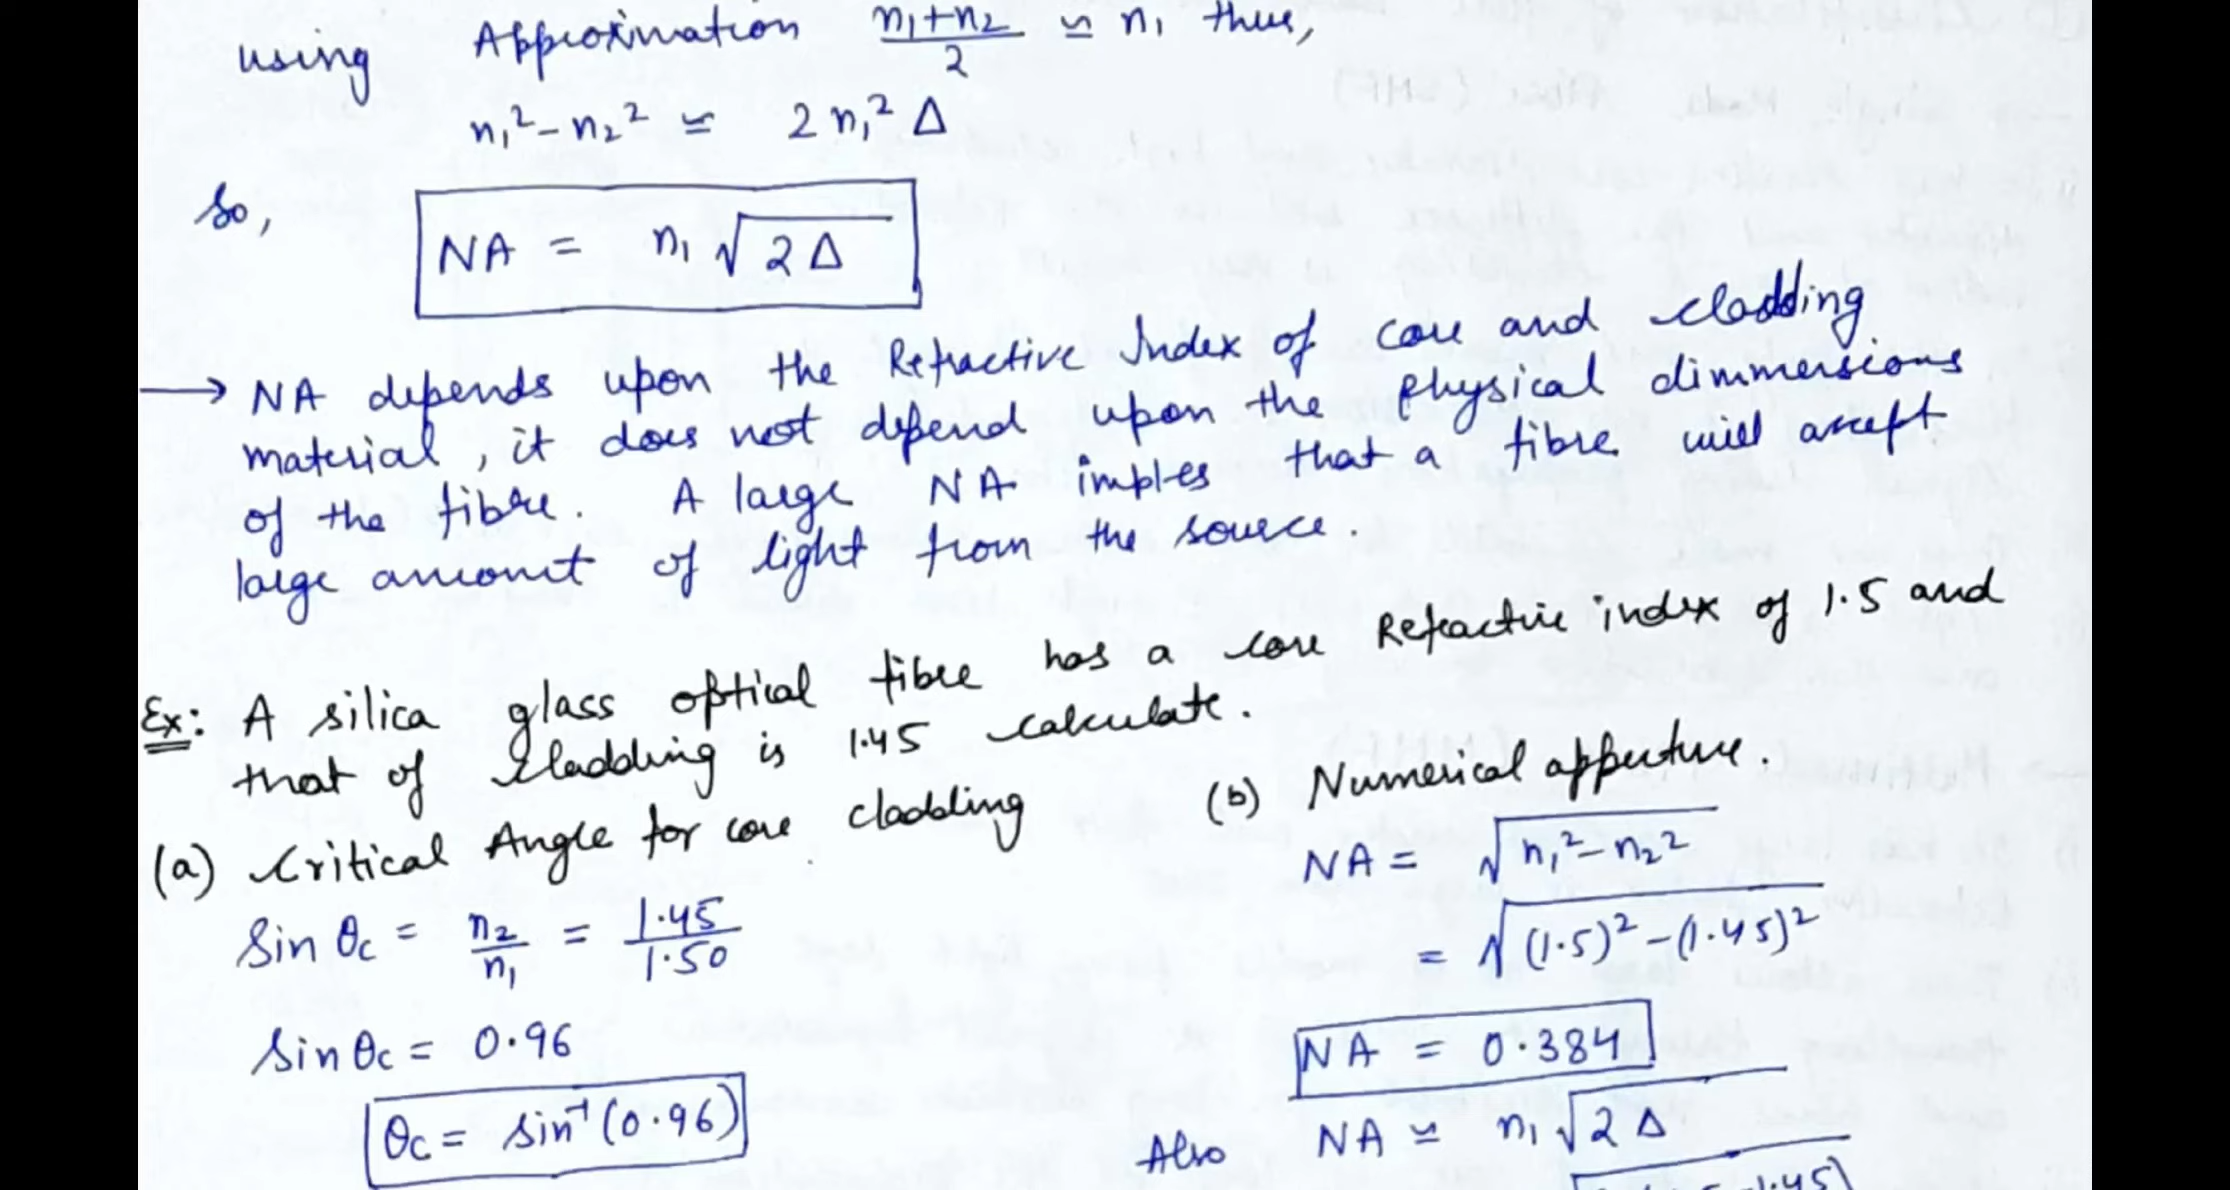 using Approximation n₁+n₂/2 ≃ n₁ thus,
n₁²-n₂² ≃ 2n₁²Δ
So,
NA = n₁√2Δ
→ NA depends upon the Refractive Index of core and cladding
material, it does not depend upon the Physical dimmensions
of the fibre. A large NA implies that a fibre will accept
large amount of light from the source.
Ex: A silica glass optical fibre has a core Refractive index of 1.5 and
that of cladding is 1.45 calculate.
(a) Critical Angle for core cladding
Sin θc = n₂/n₁ = 1.45/1.50
Sin θc = 0.96
θc = sin⁻¹(0.96)
(b) Numerical apperture.
NA = √n₁²-n₂²
= √(1.5)²-(1.45)²
NA = 0.384
Also NA ≃ n₁√2Δ